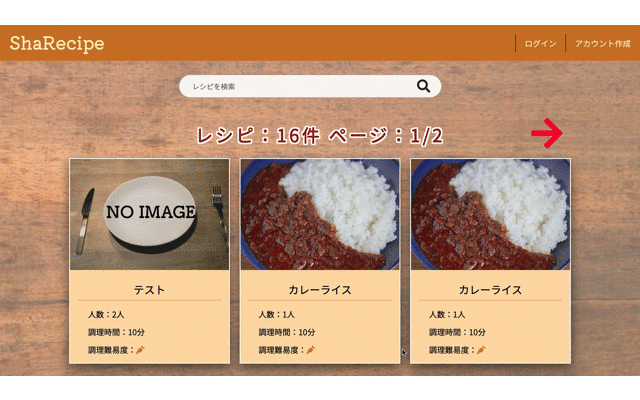 ShaRecipe
ログイン
アカウント作成
レシピを検索
レシピ：16件 ページ：1/2
NO IMAGE
テスト
人数：2人
調理時間：10分
調理難易度：
カレーライス
人数：1人
調理時間：10分
調理難易度：
カレーライス
人数：1人
調理時間：10分
調理難易度：